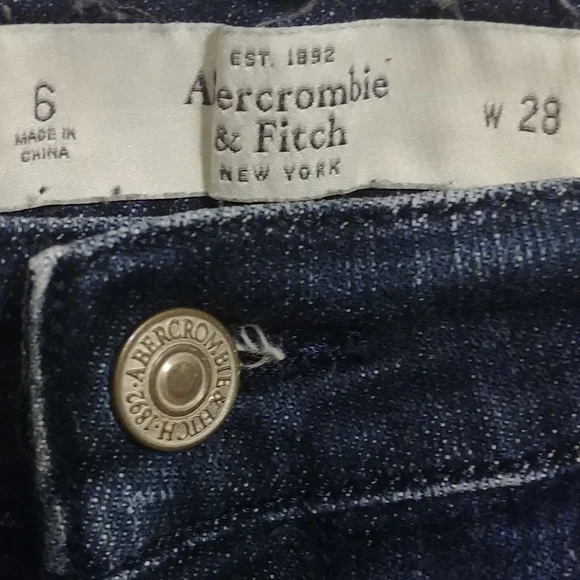 6
MADE IN
CHINA
EST. 1892
Abercrombie
& Fitch
NEW YORK
W 28
ABERCROMBIE & FITCH · 1892 ·